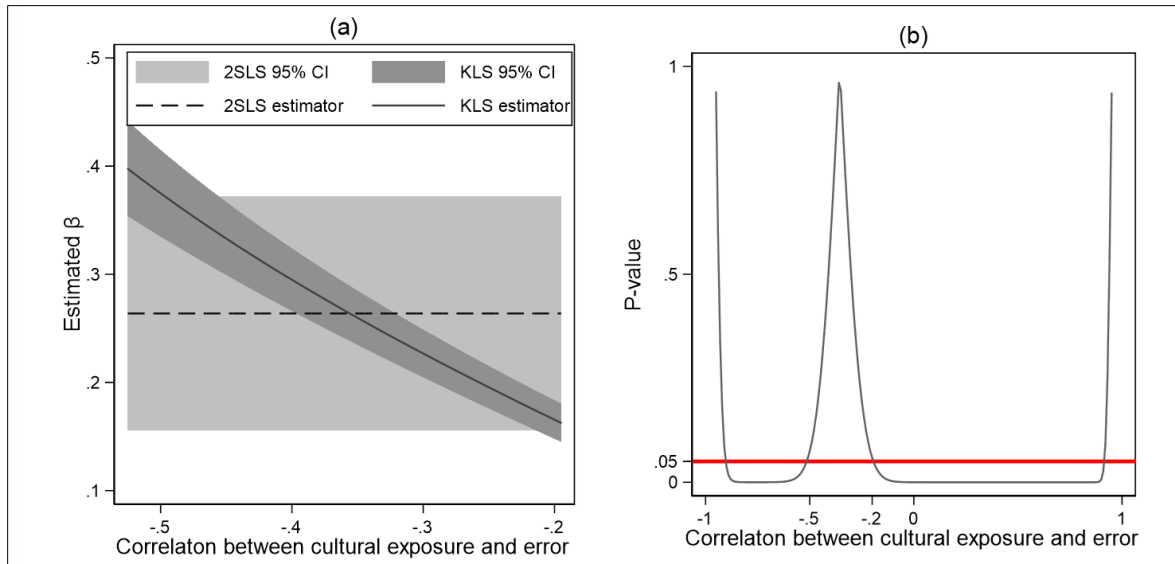 (a)
.5
2SLS 95% CI
KLS 95% CI
2SLS estimator
KLS estimator
.4
.3
.2
.1
Estimated β
-.5
-.4
-.3
-.2
Correlaton between cultural exposure and error
(b)
1
.5
.05
0
P-value
-1
-.5
-.2
0
1
Correlaton between cultural exposure and error